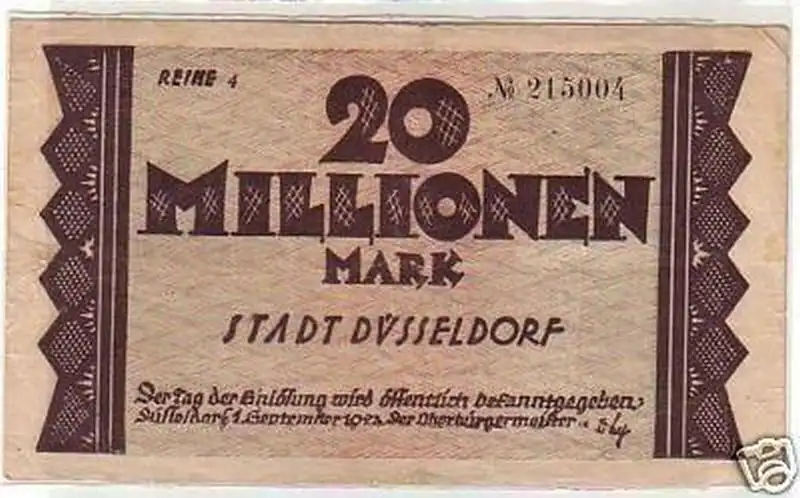 REIHE 4
№ 215004
20
MILLIONEN
MARK
STADT DÜSSELDORF
Der Tag der Einlösung wird öffentlich bekanntgegeben.
Düsseldorf, 1. September 1923 Der Oberbürgermeister